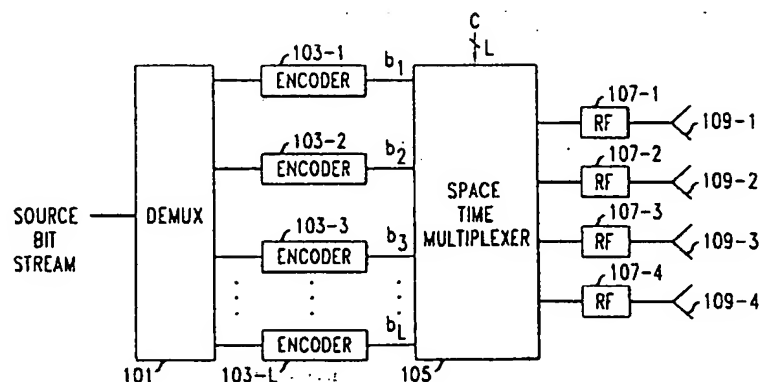 C
L
103-1
b1
ENCODER
107-1
RF
109-1
103-2
b2
ENCODER
107-2
RF
109-2
SOURCE
BIT
STREAM
DEMUX
SPACE
TIME
MULTIPLEXER
103-3
b3
ENCODER
107-3
RF
109-3
107-4
RF
109-4
bL
ENCODER
101
103-L
105